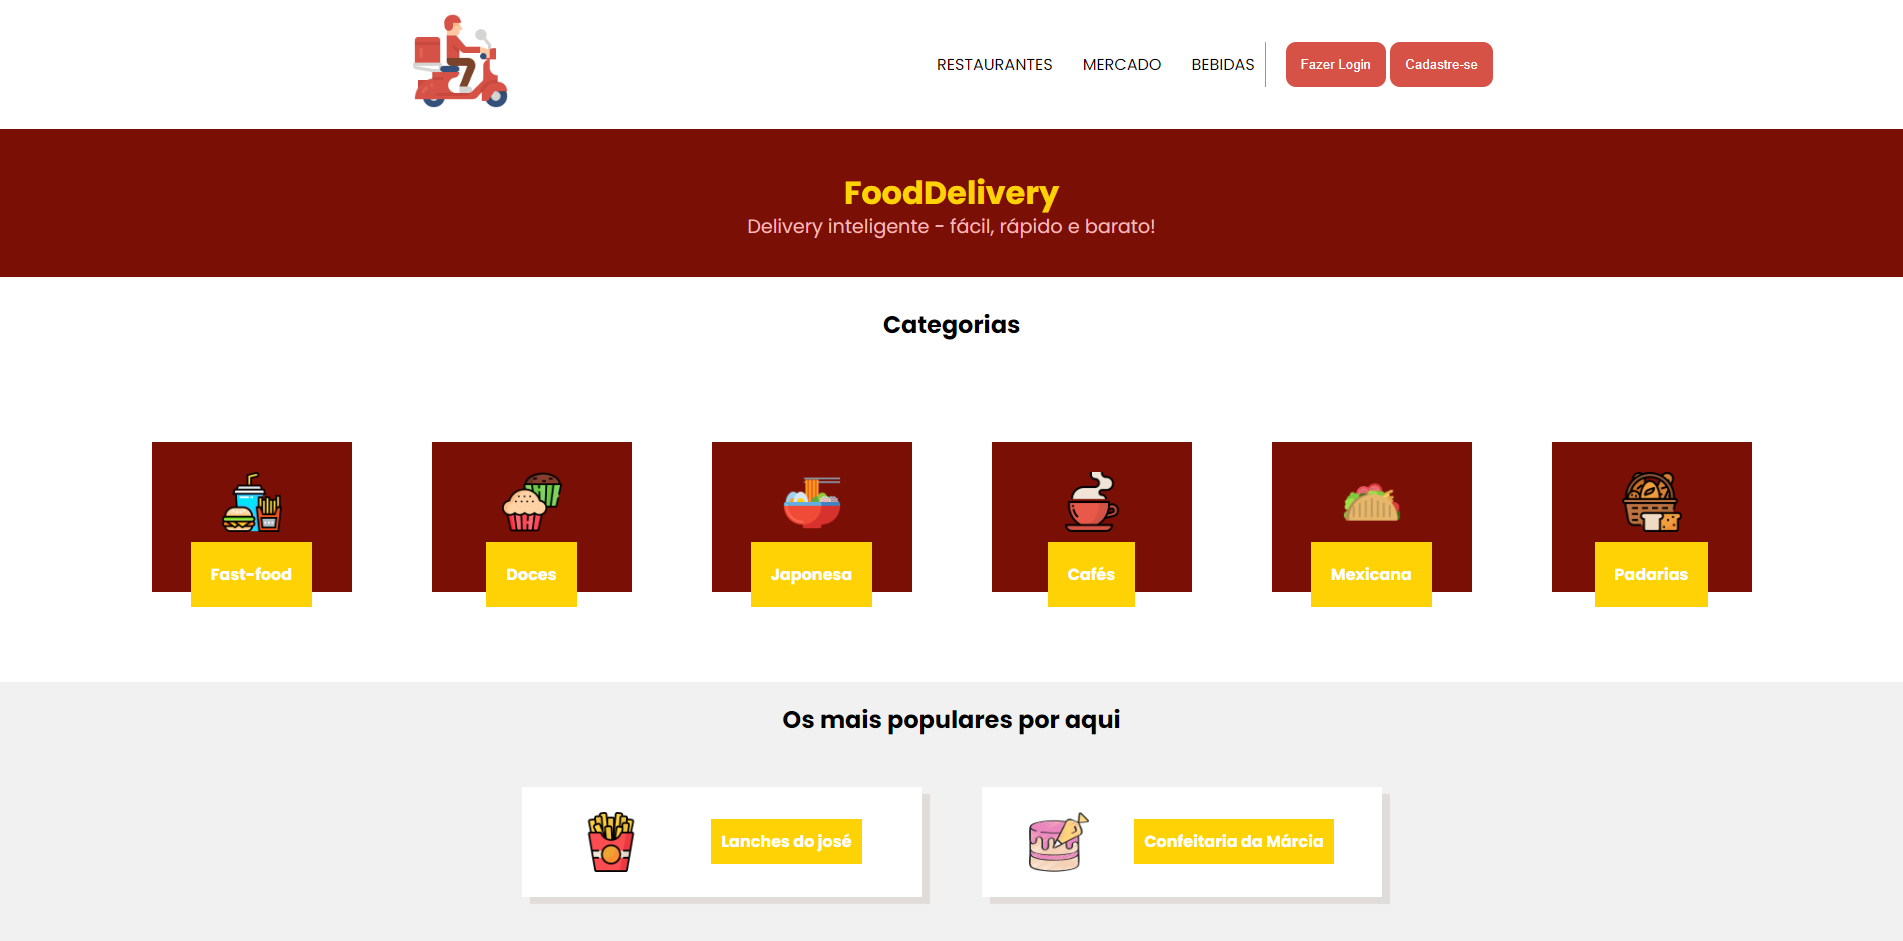 RESTAURANTES MERCADO BEBIDAS Fazer Login Cadastre-se
FoodDelivery
Delivery inteligente - fácil, rápido e barato!
Categorias
Fast-food Doces Japonesa Cafés Mexicana Padarias
Os mais populares por aqui
Lanches do josé Confeitaria da Márcia